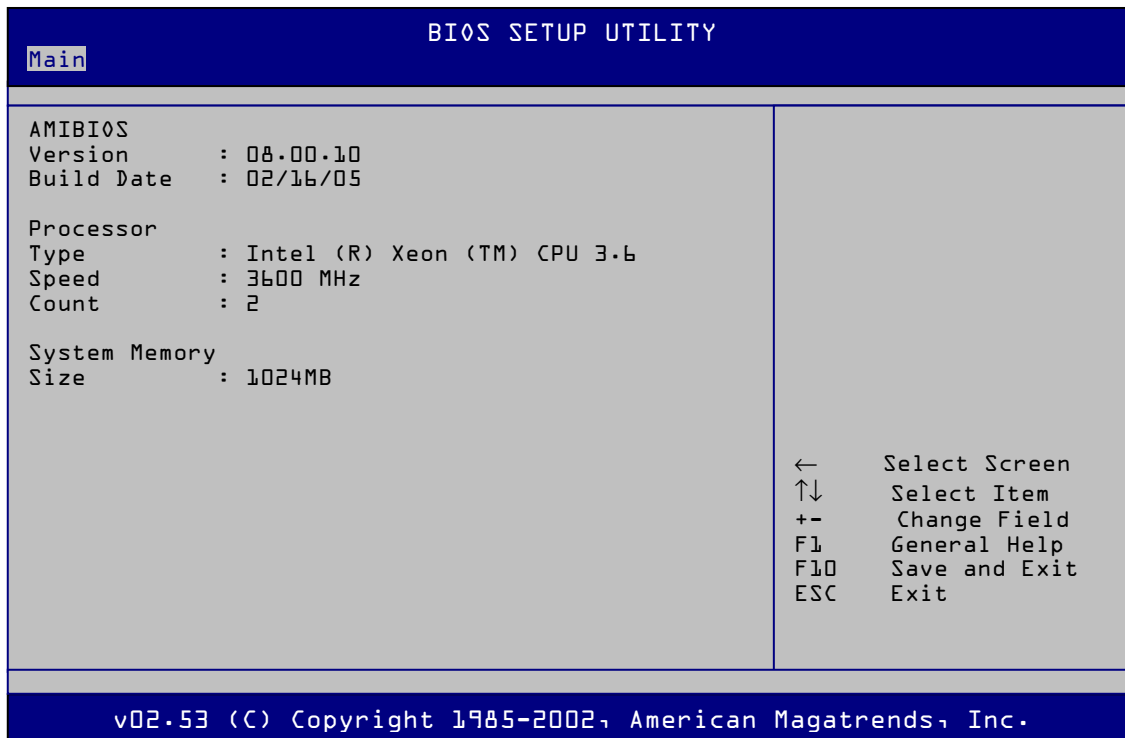 BIOS SETUP UTILITY
Main
AMIBIOS
Version : 08.00.10
Build Date : 02/16/05
Processor
Type : Intel (R) Xeon (TM) CPU 3.6
Speed : 3600 MHz
Count : 2
System Memory
Size : 1024MB
← Select Screen
↑↓ Select Item
+- Change Field
F1 General Help
F10 Save and Exit
ESC Exit
v02.53 (C) Copyright 1985-2002, American Magatrends, Inc.